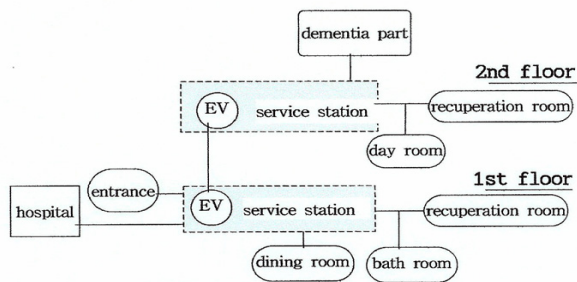 dementia part
2nd floor
EV
service station
recuperation room
day room
1st floor
entrance
hospital
EV
service station
recuperation room
dining room
bath room